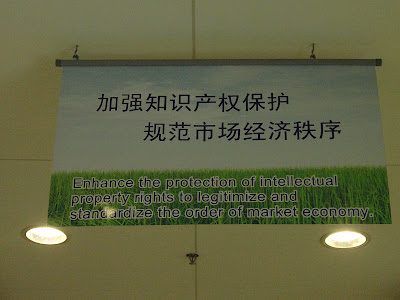 加强知识产权保护
规范市场经济秩序
Enhance the protection of intellectual
property rights to legitimize and
standardize the order of market economy.